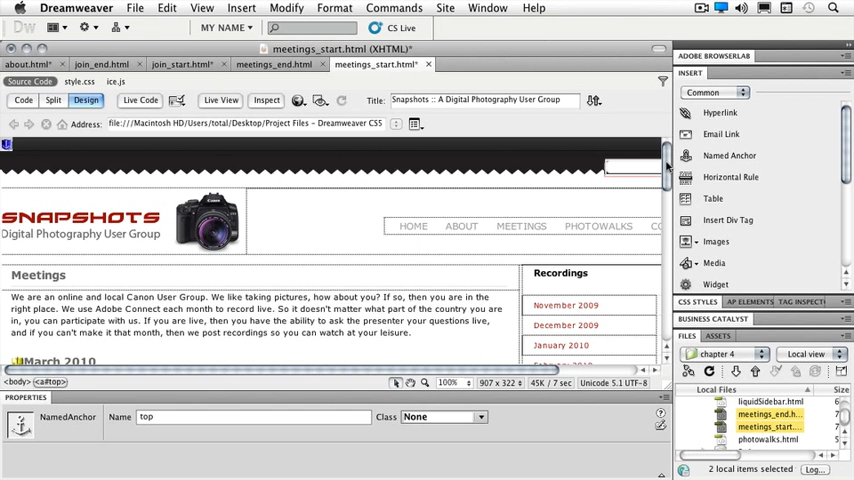 Dreamweaver File Edit View Insert Modify Format Commands Site Window Help
Dw MY NAME CS Live
meetings_start.html (XHTML)*
about.html* join_end.html join_start.html* meetings_end.html meetings_start.html*
Source Code style.css ice.js
Code Split Design Live Code Live View Inspect Title: Snapshots :: A Digital Photography User Group
Address: file:///Macintosh HD/Users/total/Desktop/Project Files - Dreamweaver CS5
SNAPSHOTS
Digital Photography User Group
HOME ABOUT MEETINGS PHOTOWALKS CO
Meetings
We are an online and local Canon User Group. We like taking pictures, how about you? If so, then you are in the
right place. We use Adobe Connect each month to record live. So it doesn't matter what part of the country you are
in, you can participate with us. If you are live, then you have the ability to ask the presenter your questions live,
and if you can't make it that month, then we post recordings so you can watch at your leisure.
March 2010
Recordings
November 2009
December 2009
January 2010
<body> <a#top> 100% 907 x 322 45K / 7 sec Unicode 5.1 UTF-8
PROPERTIES
NamedAnchor Name top Class None
ADOBE BROWSERLAB
INSERT
Common
Hyperlink
Email Link
Named Anchor
Horizontal Rule
Table
Insert Div Tag
Images
Media
Widget
CSS STYLES AP ELEMENTS TAG INSPECT
BUSINESS CATALYST
FILES ASSETS
chapter 4 Local view
Local Files Size
liquidSidebar.html 6
meetings_end.h... 7
meetings_start.... 7
photowalks.html 7
2 local items selected Log...